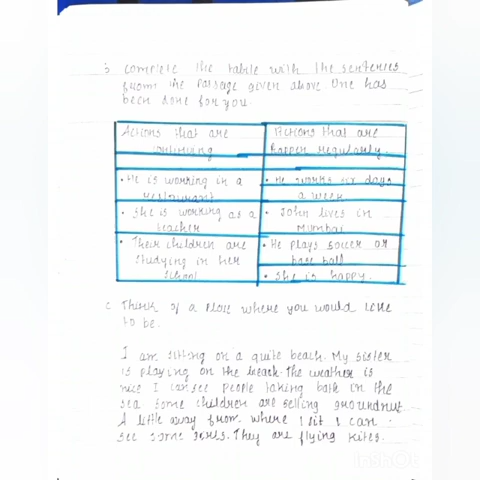 3 complete the table with the sentences
from the passage given above one has
been done for you.
Actions that are
Actions that are
happen regularly.
• He is working in a
restaurant
• He works six days
a week.
• She is working as a
teacher
• John lives in
Mumbai
• Their children are
studying in her
school
• He plays soccer or
base ball
• She is happy.
c Think of a place where you would like
to be.
I am sitting on a quite beach. My sister
is playing on the beach. the weather is
nice I can see people taking bath in the
sea some children are selling groundnut
A little away from where I sit I can
see some girls. They are flying kites.